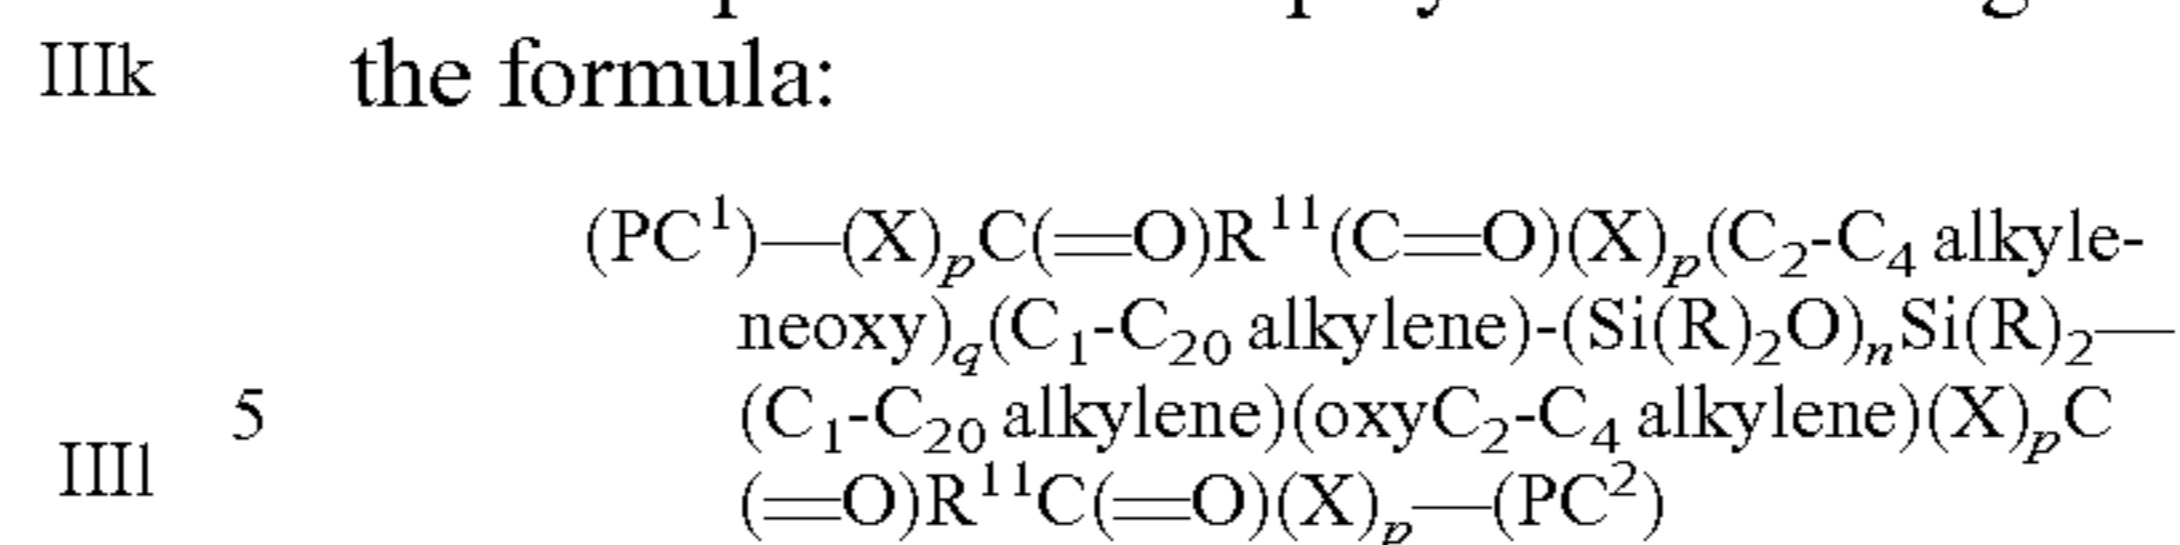 IIIk
the formula:
(PC¹)—(X)ₚC(═O)R¹¹(C═O)(X)ₚ(C₂-C₄ alkyle-
neoxy)q(C₁-C₂₀ alkylene)-(Si(R)₂O)ₙSi(R)₂—
5
(C₁-C₂₀ alkylene)(oxyC₂-C₄ alkylene)(X)ₚC
IIIl
(═O)R¹¹C(═O)(X)ₚ—(PC²)